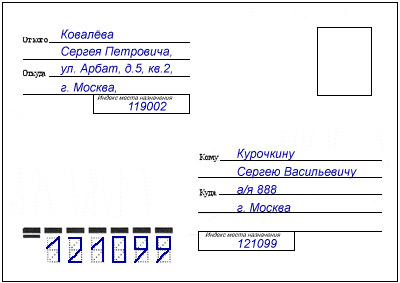 От кого Ковалёва
Сергея Петровича,
Откуда ул. Арбат, д.5, кв.2,
г. Москва,
Индекс места назначения
119002
Кому Курочкину
Сергею Васильевичу
Куда а/я 888
г. Москва
Индекс места назначения
121099
121099